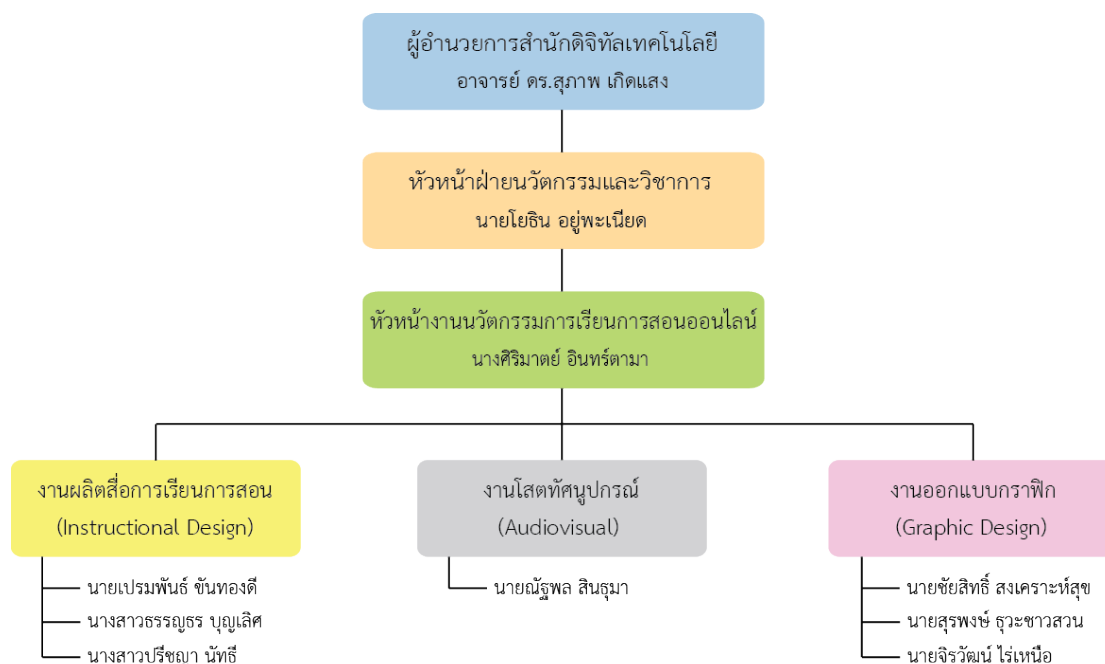 ผู้อำนวยการสำนักดิจิทัลเทคโนโลยี
อาจารย์ ดร.สุภาพ เกิดแสง
หัวหน้าฝ่ายนวัตกรรมและวิชาการ
นายโยธิน อยู่พะเนียด
หัวหน้างานนวัตกรรมการเรียนการสอนออนไลน์
นางศิริมาตย์ อินทร์ตามา
งานผลิตสื่อการเรียนการสอน
(Instructional Design)
นายเปรมพันธ์ ขันทองดี
นางสาวธรรญธร บุญเลิศ
นางสาวปรีชญา นัทธี
งานโสตทัศนูปกรณ์
(Audiovisual)
นายณัฐพล สินธุมา
งานออกแบบกราฟิก
(Graphic Design)
นายชัยสิทธิ์ สงเคราะห์สุข
นายสุรพงษ์ ธุวะชาวสวน
นายจิรวัฒน์ ไร่เหนือ